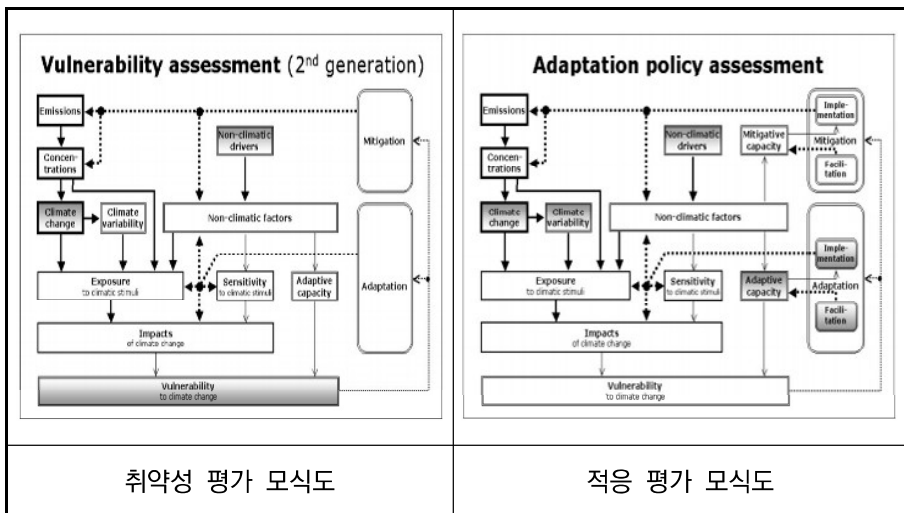 Vulnerability assessment (2nd generation)
Emissions
Concen-
trations
Climate
change
Climate
variability
Non-climatic
drivers
Non-climatic factors
Exposure
to climatic stimuli
Sensitivity
to climatic stimuli
Adaptive
capacity
Impacts
of climate change
Vulnerability
to climate change
Mitigation
Adaptation
Adaptation policy assessment
Emissions
Concen-
trations
Climate
change
Climate
variability
Non-climatic
drivers
Mitigative
capacity
Imple-
mentation
Mitigation
Facili-
tation
Non-climatic factors
Exposure
to climatic stimuli
Sensitivity
to climatic stimuli
Adaptive
capacity
Imple-
mentation
Adaptation
Facili-
tation
Impacts
of climate change
Vulnerability
to climate change
취약성 평가 모식도
적응 평가 모식도